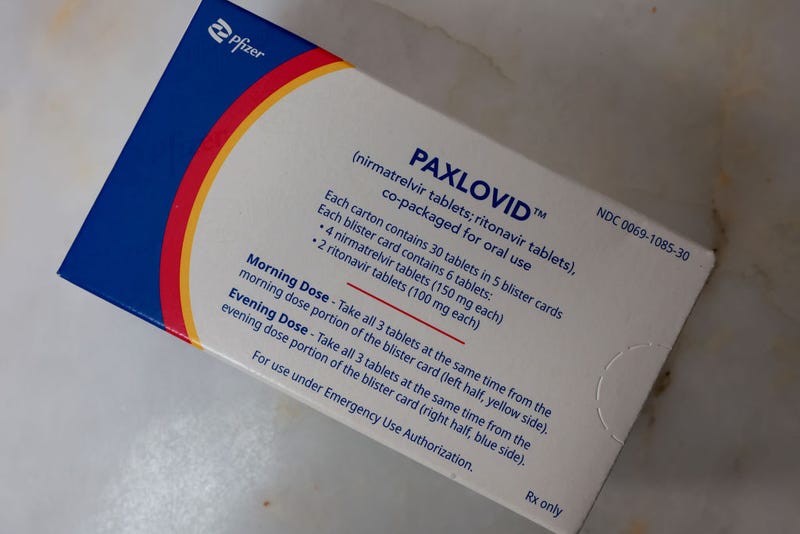 Pfizer
PAXLOVID™
(nirmatrelvir tablets; ritonavir tablets),
co-packaged for oral use
NDC 0069-1085-30
Each carton contains 30 tablets in 5 blister cards
Each blister card contains 6 tablets:
• 4 nirmatrelvir tablets (150 mg each)
• 2 ritonavir tablets (100 mg each)
Morning Dose - Take all 3 tablets at the same time from the
morning dose portion of the blister card (left half, yellow side).
Evening Dose - Take all 3 tablets at the same time from the
evening dose portion of the blister card (right half, blue side).
For use under Emergency Use Authorization.
Rx only